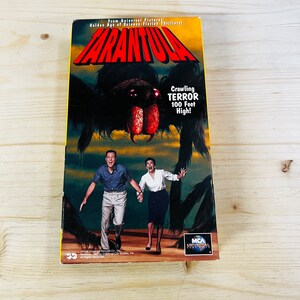 From Universal Pictures'
Golden Age of Science Fiction Thrillers!
TARANTULA
Crawling
TERROR
100 Feet
High!
MCA